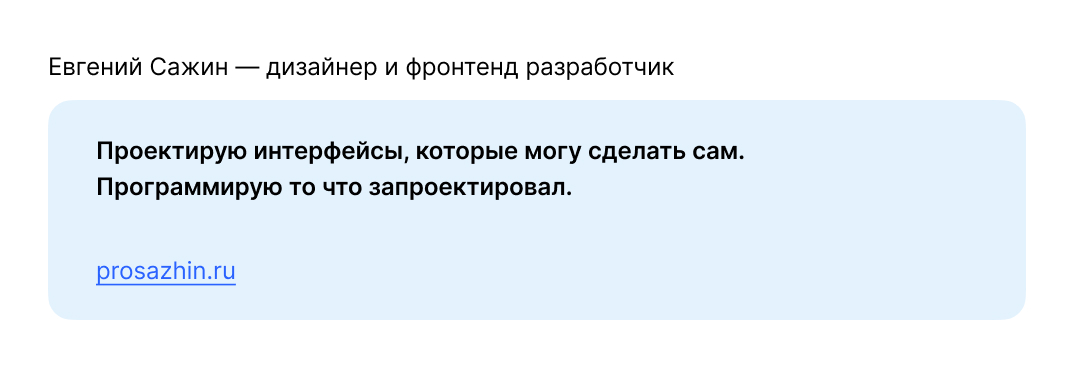 Евгений Сажин — дизайнер и фронтенд разработчик
Проектирую интерфейсы, которые могу сделать сам.
Программирую то что запроектировал.
prosazhin.ru